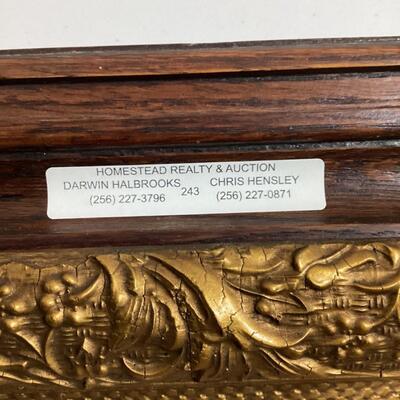 HOMESTEAD REALTY & AUCTION
DARWIN HALBROOKS 243 CHRIS HENSLEY
(256) 227-3796 (256) 227-0871